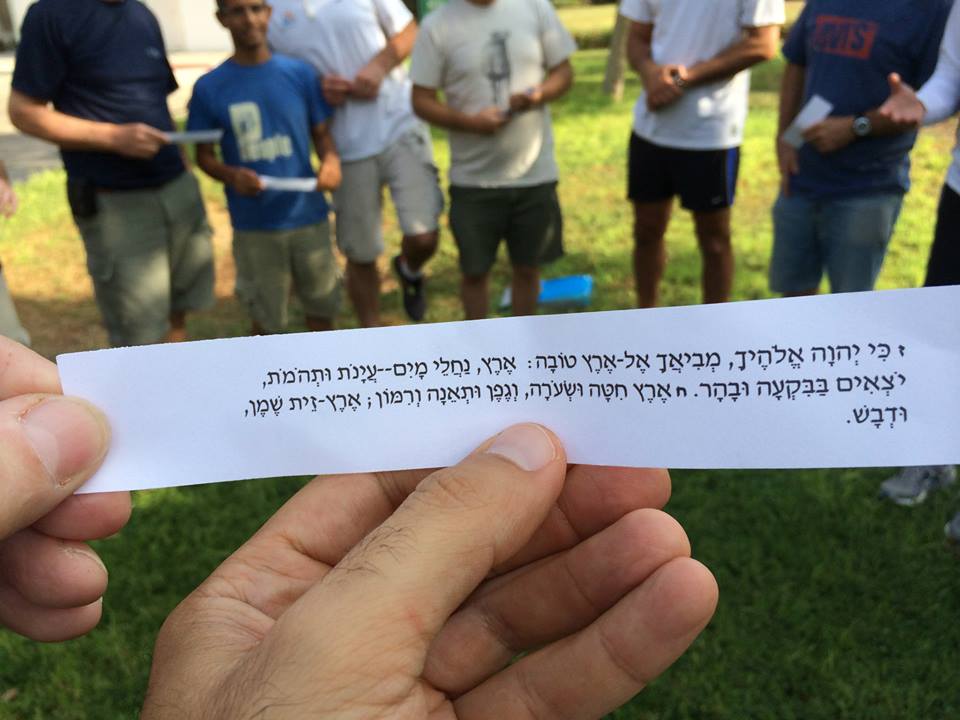 ז כִּי יְהוָה אֱלֹהֶיךָ, מְבִיאֲךָ אֶל-אֶרֶץ טוֹבָה: אֶרֶץ, נַחֲלֵי מָיִם--עֲיָנֹת וּתְהֹמֹת,
יֹצְאִים בַּבִּקְעָה וּבָהָר. ח אֶרֶץ חִטָּה וּשְׂעֹרָה, וְגֶפֶן וּתְאֵנָה וְרִמּוֹן; אֶרֶץ-זֵית שֶׁמֶן,
וּדְבָשׁ.